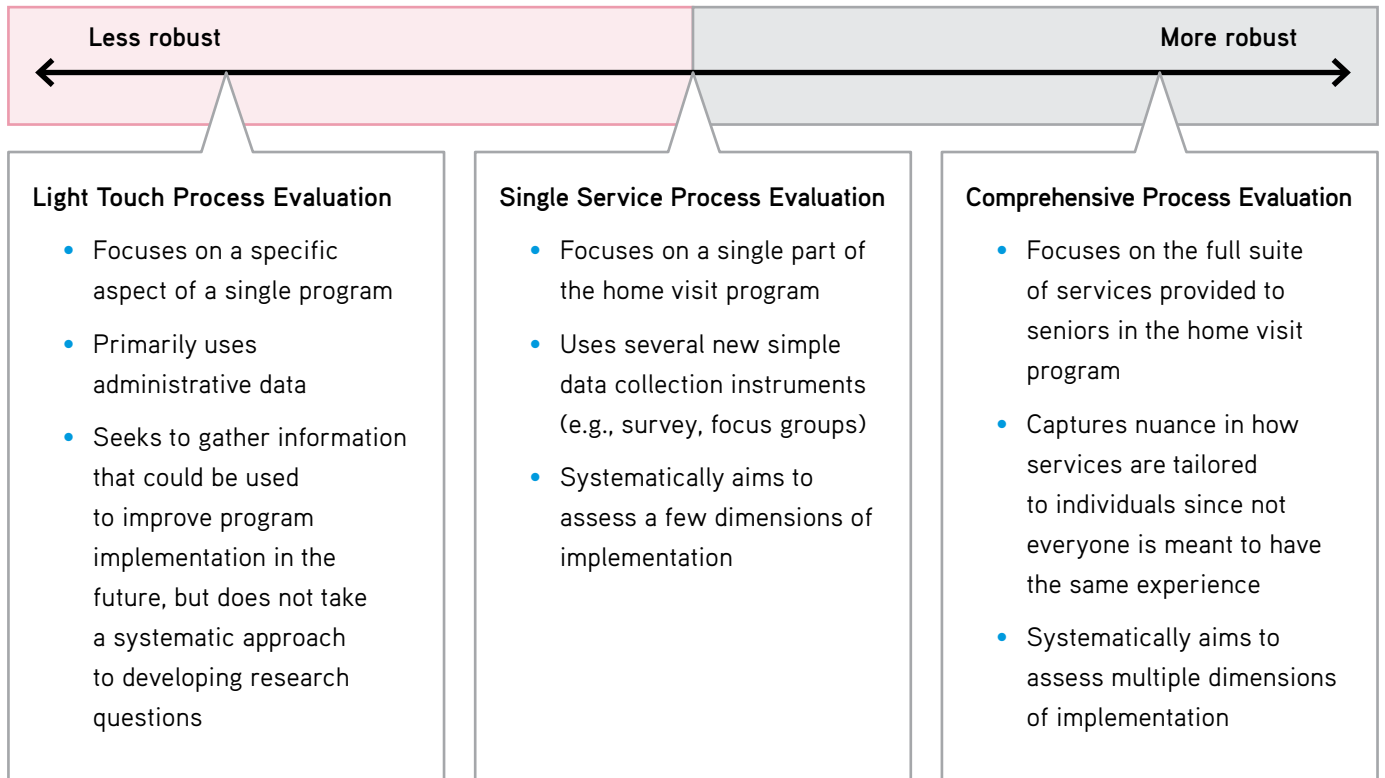 Less robust
More robust
Light Touch Process Evaluation
• Focuses on a specific
aspect of a single program
• Primarily uses
administrative data
• Seeks to gather information
that could be used
to improve program
implementation in the
future, but does not take
a systematic approach
to developing research
questions
Single Service Process Evaluation
• Focuses on a single part of
the home visit program
• Uses several new simple
data collection instruments
(e.g., survey, focus groups)
• Systematically aims to
assess a few dimensions of
implementation
Comprehensive Process Evaluation
• Focuses on the full suite
of services provided to
seniors in the home visit
program
• Captures nuance in how
services are tailored
to individuals since not
everyone is meant to have
the same experience
• Systematically aims to
assess multiple dimensions
of implementation